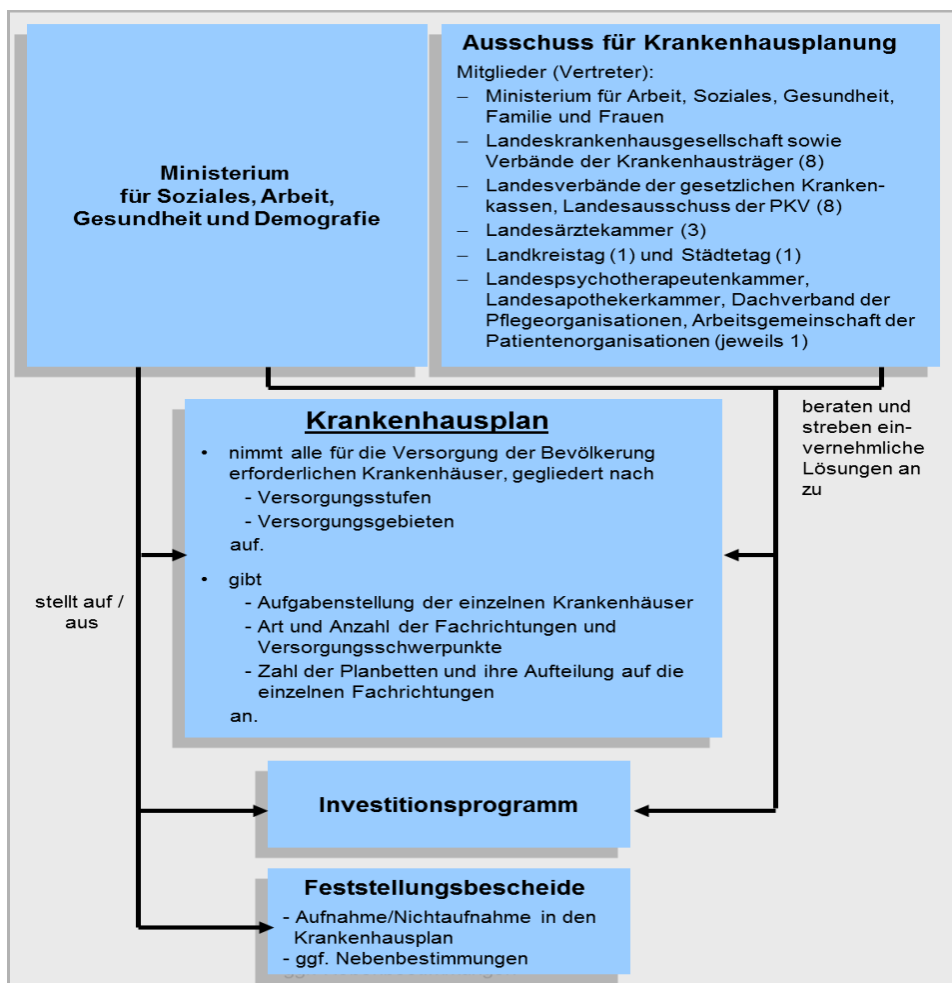 Ministerium
für Soziales, Arbeit,
Gesundheit und Demografie
Ausschuss für Krankenhausplanung
Mitglieder (Vertreter):
– Ministerium für Arbeit, Soziales, Gesundheit,
Familie und Frauen
– Landeskrankenhausgesellschaft sowie
Verbände der Krankenhausträger (8)
– Landesverbände der gesetzlichen Kranken-
kassen, Landesausschuss der PKV (8)
– Landesärztekammer (3)
– Landkreistag (1) und Städtetag (1)
– Landespsychotherapeutenkammer,
Landesapothekerkammer, Dachverband der
Pflegeorganisationen, Arbeitsgemeinschaft der
Patientenorganisationen (jeweils 1)
beraten und
streben ein-
vernehmliche
Lösungen an
zu
Krankenhausplan
• nimmt alle für die Versorgung der Bevölkerung
erforderlichen Krankenhäuser, gegliedert nach
- Versorgungsstufen
- Versorgungsgebieten
auf.
• gibt
- Aufgabenstellung der einzelnen Krankenhäuser
- Art und Anzahl der Fachrichtungen und
Versorgungsschwerpunkte
- Zahl der Planbetten und ihre Aufteilung auf die
einzelnen Fachrichtungen
an.
stellt auf /
aus
Investitionsprogramm
Feststellungsbescheide
- Aufnahme/Nichtaufnahme in den
Krankenhausplan
- ggf. Nebenbestimmungen